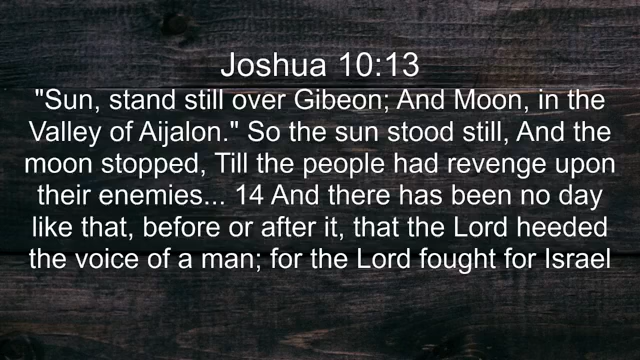 Joshua 10:13
"Sun, stand still over Gibeon; And Moon, in the
Valley of Aijalon." So the sun stood still, And the
moon stopped, Till the people had revenge upon
their enemies... 14 And there has been no day
like that, before or after it, that the Lord heeded
the voice of a man; for the Lord fought for Israel